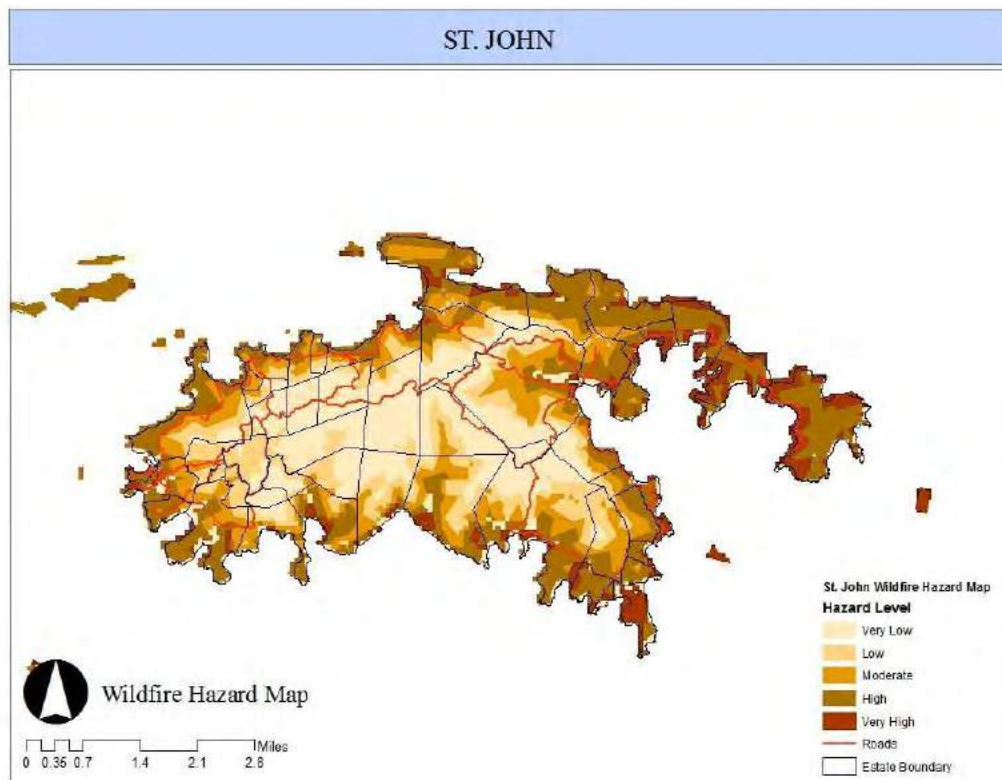 ST. JOHN
St. John Wildfire Hazard Map
Hazard Level
Very Low
Low
Moderate
High
Very High
Roads
Estate Boundary
Wildfire Hazard Map
Miles
0 0.35 0.7 1.4 2.1 2.8